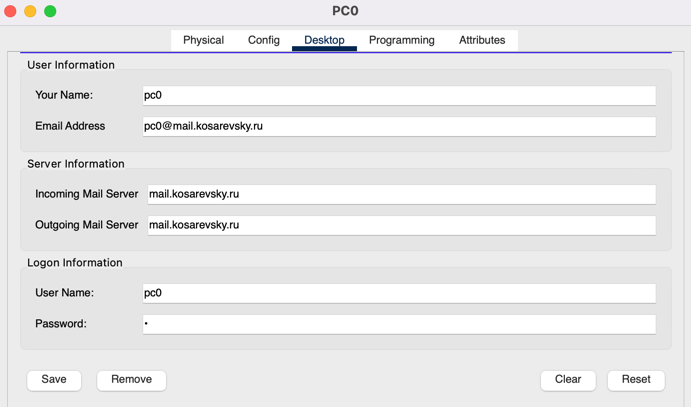 PC0
Physical Config Desktop Programming Attributes
User Information
Your Name: pc0
Email Address pc0@mail.kosarevsky.ru
Server Information
Incoming Mail Server mail.kosarevsky.ru
Outgoing Mail Server mail.kosarevsky.ru
Logon Information
User Name: pc0
Password: •
Save Remove Clear Reset